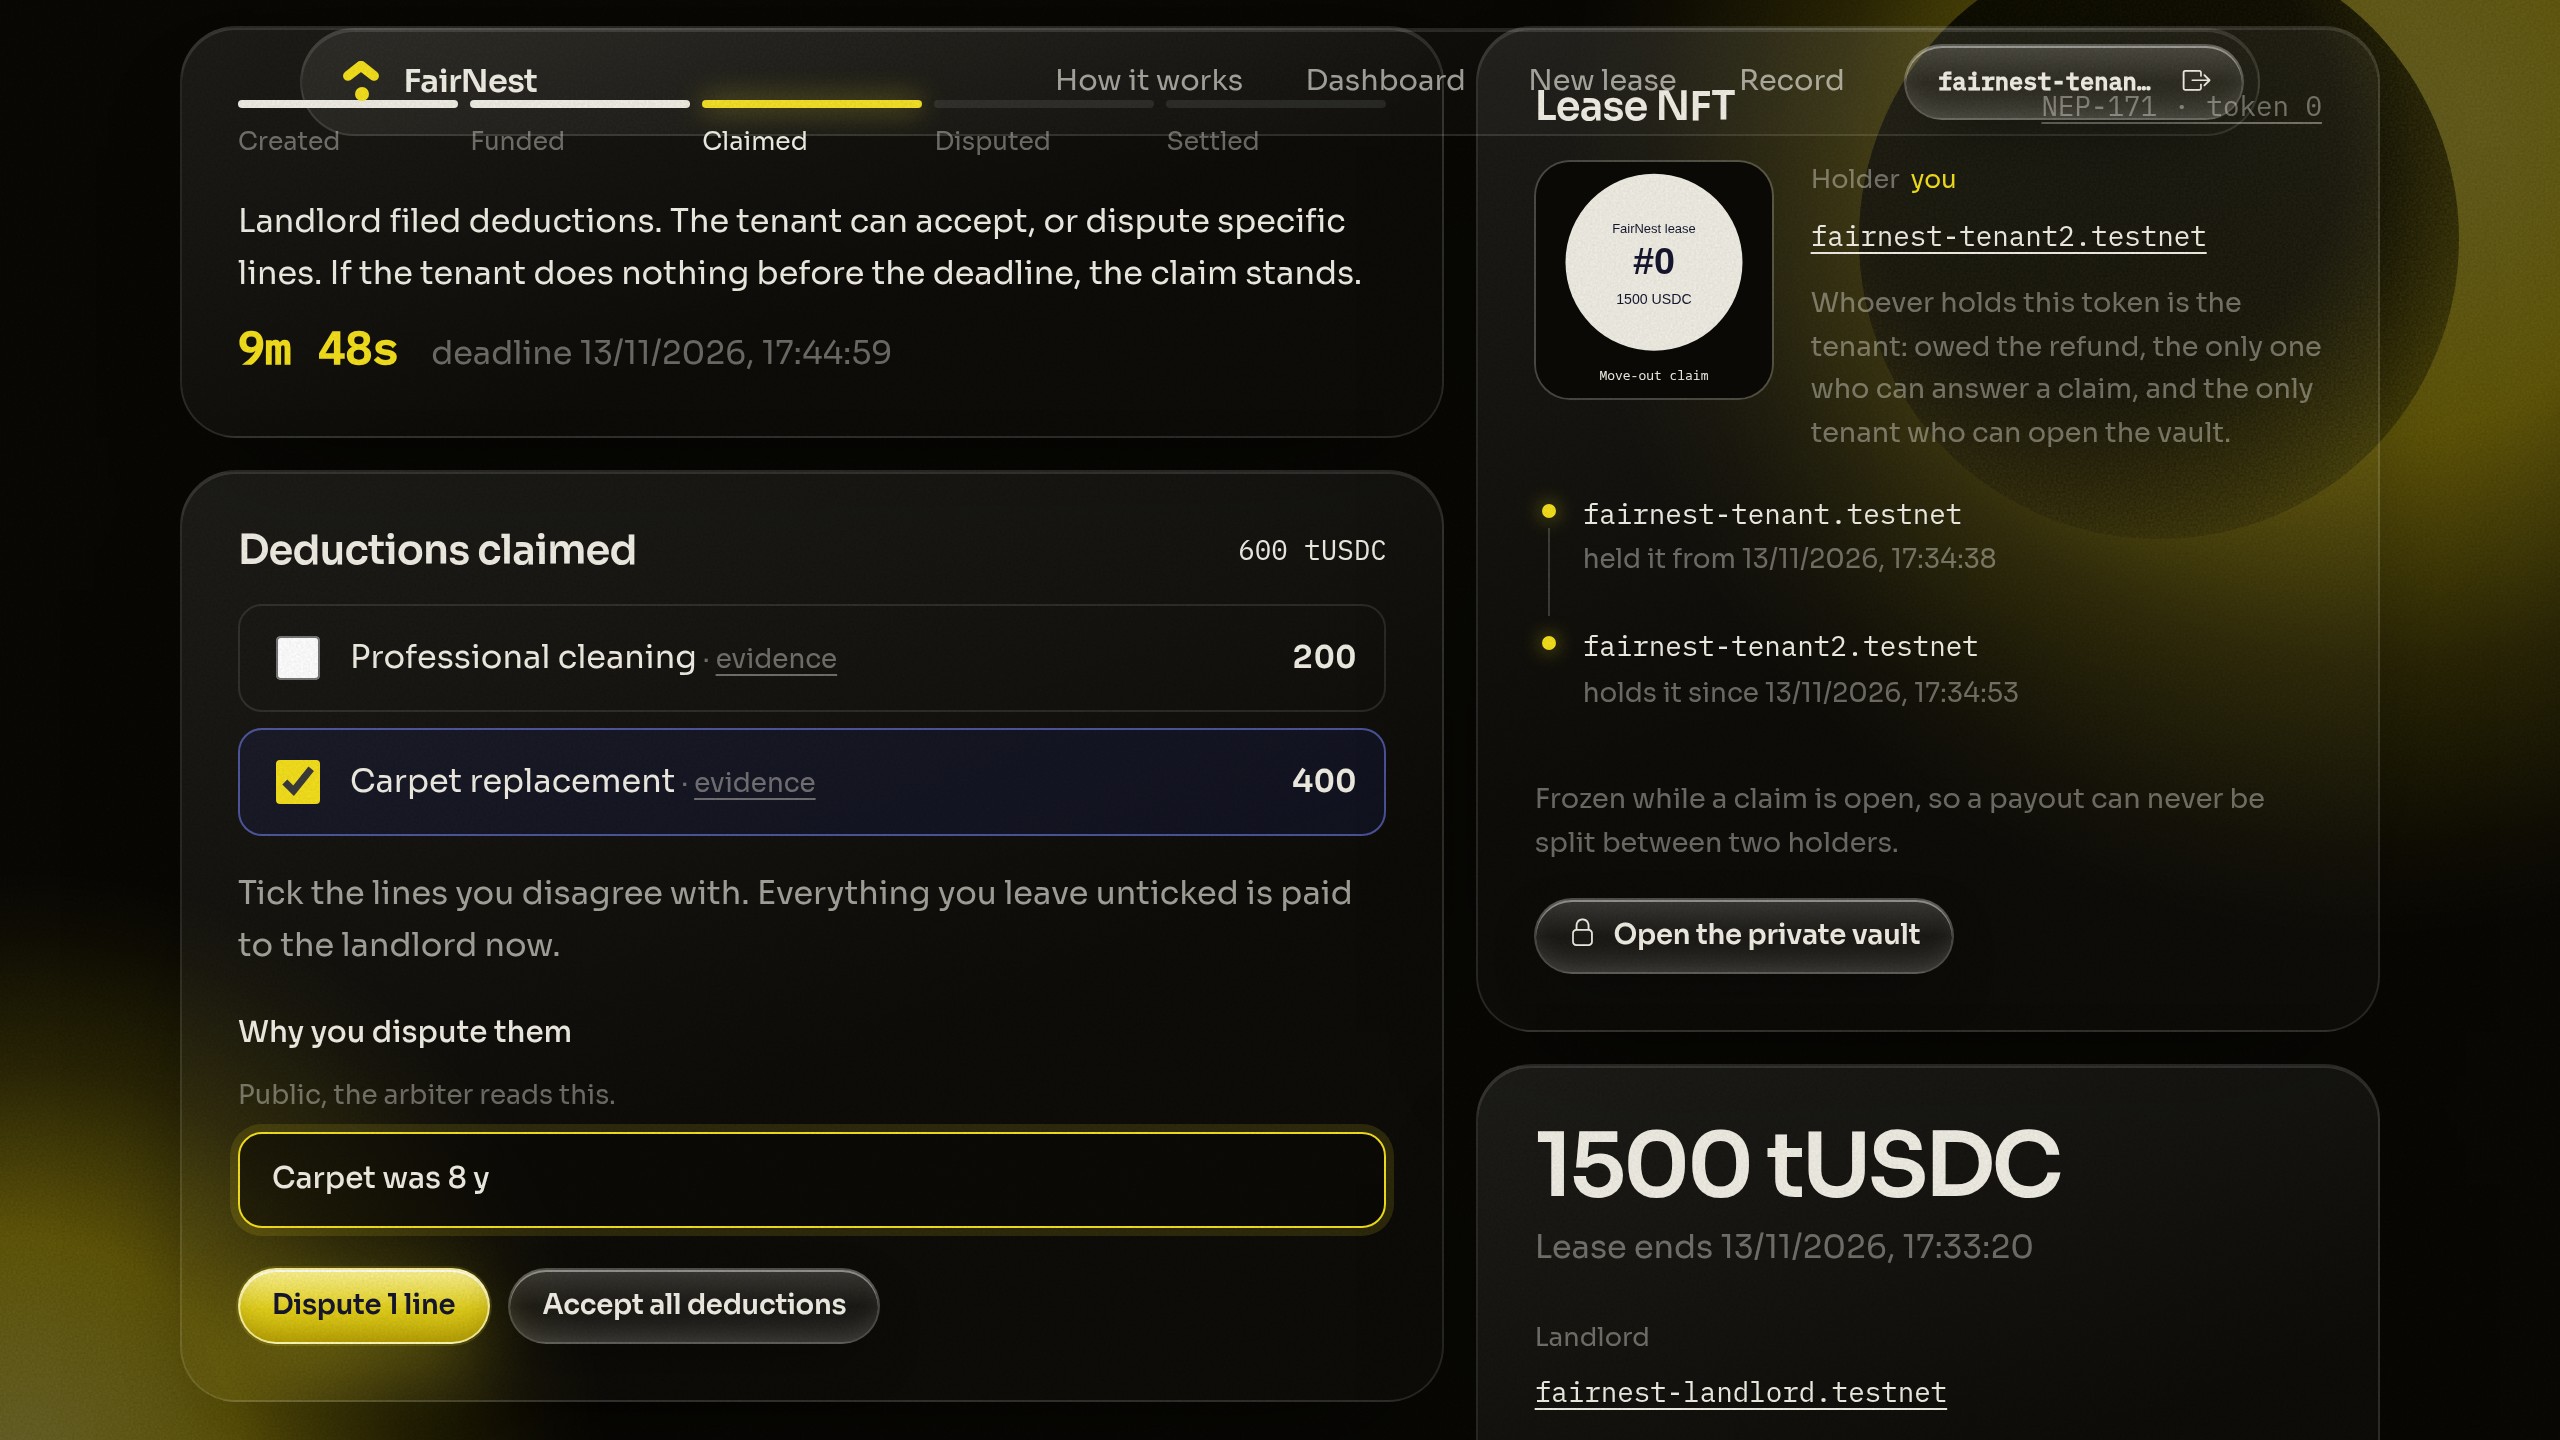 FairNest
How it works
Dashboard
New lease
Record
fairnest-tenan…
Created
Funded
Claimed
Disputed
Settled
Landlord filed deductions. The tenant can accept, or dispute specific
lines. If the tenant does nothing before the deadline, the claim stands.
9m 48s deadline 13/11/2026, 17:44:59
Deductions claimed
600 tUSDC
Professional cleaning · evidence
200
Carpet replacement · evidence
400
Tick the lines you disagree with. Everything you leave unticked is paid
to the landlord now.
Why you dispute them
Public, the arbiter reads this.
Carpet was 8 y
Dispute 1 line
Accept all deductions
Lease NFT
NEP-171 · token 0
FairNest lease
#0
1500 USDC
Move-out claim
Holder you
fairnest-tenant2.testnet
Whoever holds this token is the
tenant: owed the refund, the only one
who can answer a claim, and the only
tenant who can open the vault.
fairnest-tenant.testnet
held it from 13/11/2026, 17:34:38
fairnest-tenant2.testnet
holds it since 13/11/2026, 17:34:53
Frozen while a claim is open, so a payout can never be
split between two holders.
Open the private vault
1500 tUSDC
Lease ends 13/11/2026, 17:33:20
Landlord
fairnest-landlord.testnet